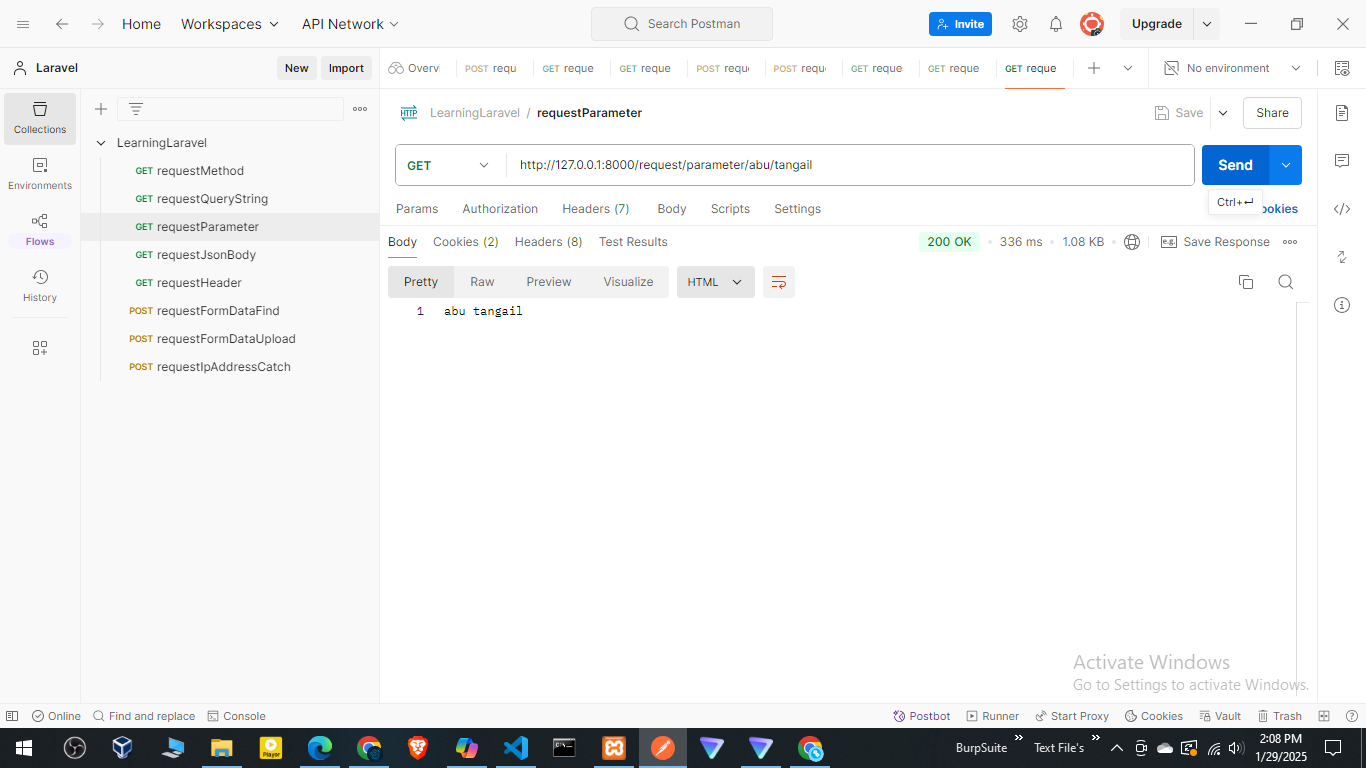 Home
Workspaces
API Network
Search Postman
Invite
Upgrade
Laravel
New
Import
Overv
POST requ
GET reque
GET reque
POST requ
POST requ
GET reque
GET reque
GET reque
No environment
Collections
Environments
Flows
History
LearningLaravel
GET requestMethod
GET requestQueryString
GET requestParameter
GET requestJsonBody
GET requestHeader
POST requestFormDataFind
POST requestFormDataUpload
POST requestIpAddressCatch
HTTP LearningLaravel / requestParameter
Save
Share
GET
http://127.0.0.1:8000/request/parameter/abu/tangail
Send
Ctrl+↵
Params Authorization Headers (7) Body Scripts Settings
ookies
Body Cookies (2) Headers (8) Test Results
200 OK • 336 ms • 1.08 KB •
e.g. Save Response
Pretty Raw Preview Visualize
HTML
1 abu tangail
Activate Windows
Go to Settings to activate Windows.
Online
Find and replace
Console
Postbot
Runner
Start Proxy
Cookies
Vault
Trash
Player
BurpSuite
Text File's
2:08 PM
1/29/2025